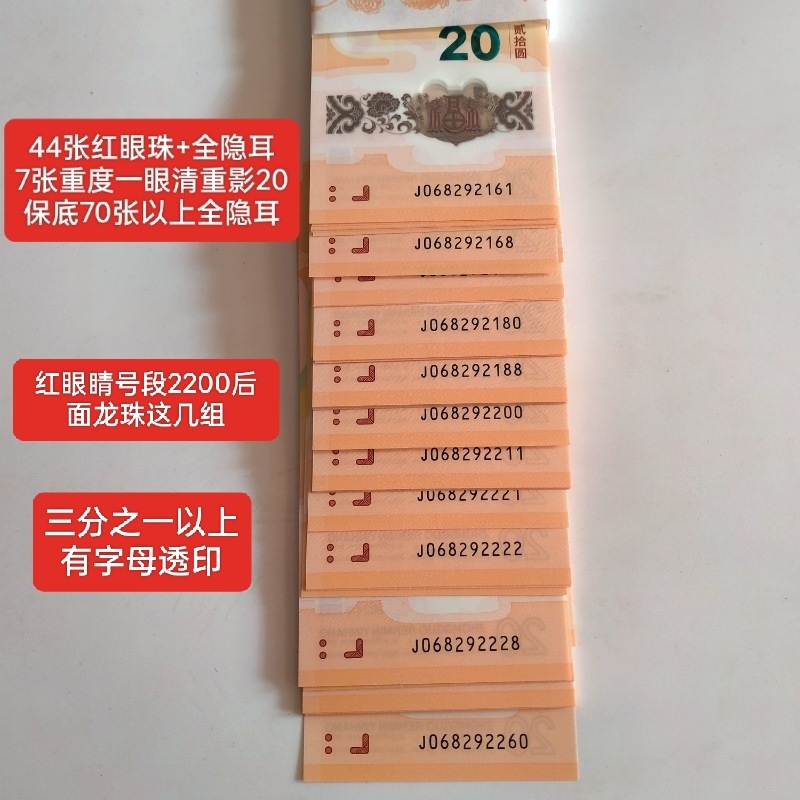 20
贰拾圆
福
44张红眼珠+全隐耳
7张重度一眼清重影20
保底70张以上全隐耳
J068292161
J068292168
J068292180
红眼睛号段2200后
面龙珠这几组
J068292188
J068292200
J068292211
J068292221
三分之一以上
有字母透印
J068292222
J068292228
J068292260